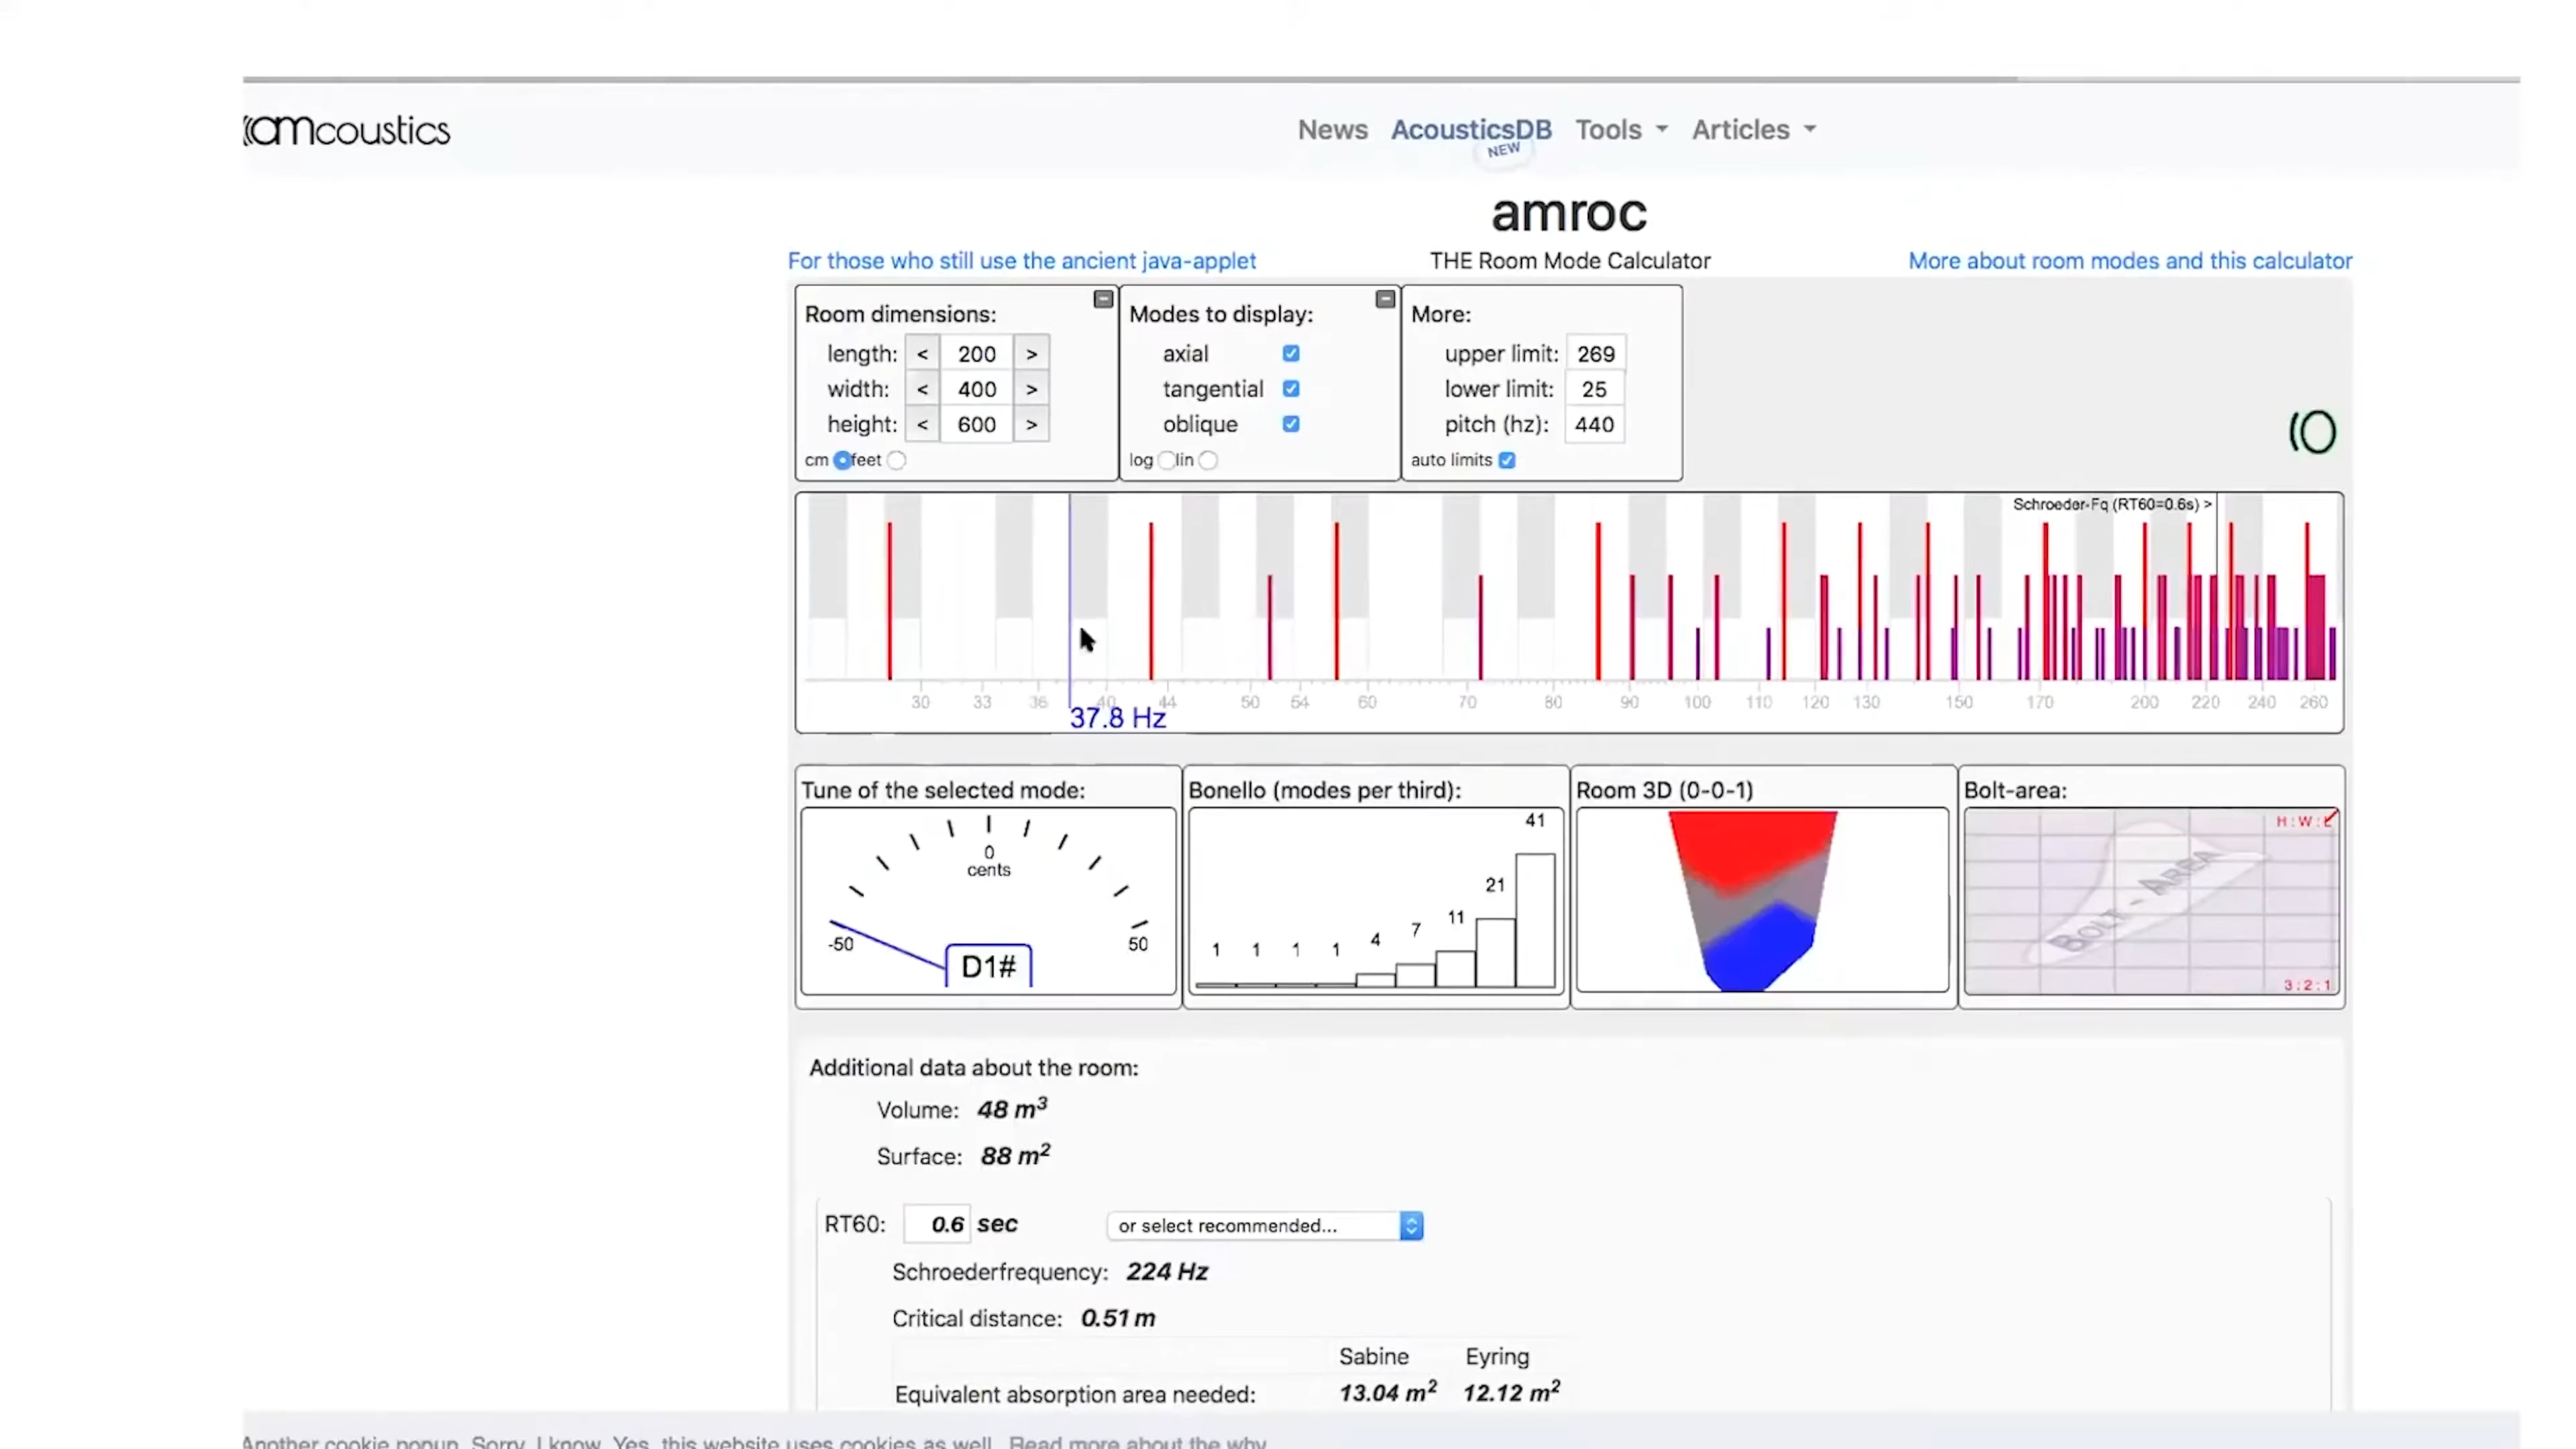 amcoustics
News AcousticsDB Tools Articles
NEW
amroc
For those who still use the ancient java-applet THE Room Mode Calculator More about room modes and this calculator
Room dimensions: Modes to display: More:
length: < 200 > axial upper limit: 269
width: < 400 > tangential lower limit: 25
height: < 600 > oblique pitch (hz): 440
cm feet log lin auto limits
Schroeder-Fq (RT60=0.6s) >
30 33 36 40 44 50 54 60 70 80 90 100 110 120 130 150 170 200 220 240 260
37.8 Hz
Tune of the selected mode: Bonello (modes per third): Room 3D (0-0-1) Bolt-area:
0
cents
-50 50
D1#
1 1 1 1 4 7 11 21 41
H:W:L
BOLT - AREA
3:2:1
Additional data about the room:
Volume: 48 m³
Surface: 88 m²
RT60: 0.6 sec or select recommended...
Schroederfrequency: 224 Hz
Critical distance: 0.51 m
Sabine Eyring
Equivalent absorption area needed: 13.04 m² 12.12 m²
Another cookie popup. Sorry, I know. Yes, this website uses cookies as well. Read more about the why